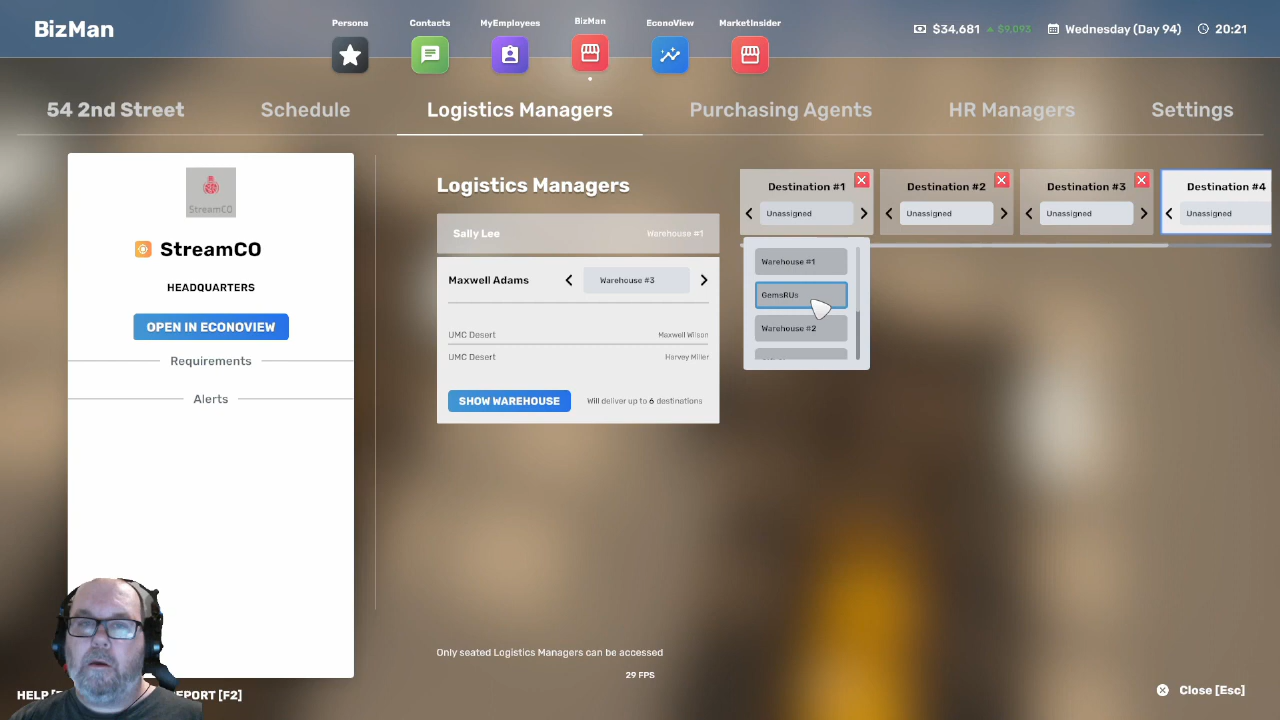 BizMan
Persona
Contacts
MyEmployees
BizMan
EconoView
MarketInsider
$34,681 ▲ $9,093
Wednesday (Day 94)
20:21
54 2nd Street
Schedule
Logistics Managers
Purchasing Agents
HR Managers
Settings
StreamCO
StreamCO
HEADQUARTERS
OPEN IN ECONOVIEW
Requirements
Alerts
Logistics Managers
Sally Lee Warehouse #1
Maxwell Adams Warehouse #3
UMC Desert Maxwell Wilson
UMC Desert Harvey Miller
SHOW WAREHOUSE Will deliver up to 6 destinations
Destination #1
Unassigned
Destination #2
Unassigned
Destination #3
Unassigned
Destination #4
Unassigned
Warehouse #1
GemsRUs
Warehouse #2
Only seated Logistics Managers can be accessed
29 FPS
HELP
EPORT [F2]
Close [Esc]